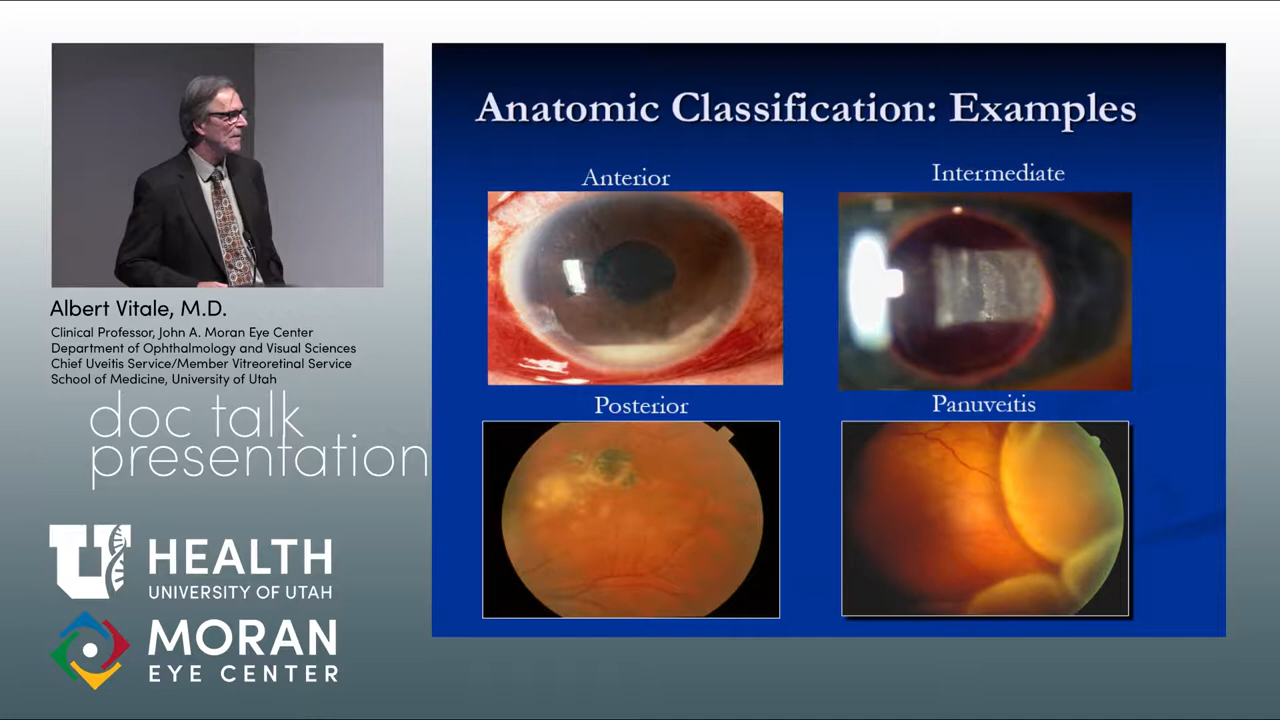 Albert Vitale, M.D.
Clinical Professor, John A. Moran Eye Center
Department of Ophthalmology and Visual Sciences
Chief Uveitis Service/Member Vitreoretinal Service
School of Medicine, University of Utah
doc talk
presentation
U HEALTH
UNIVERSITY OF UTAH
MORAN
EYE CENTER
Anatomic Classification: Examples
Anterior
Intermediate
Posterior
Panuveitis